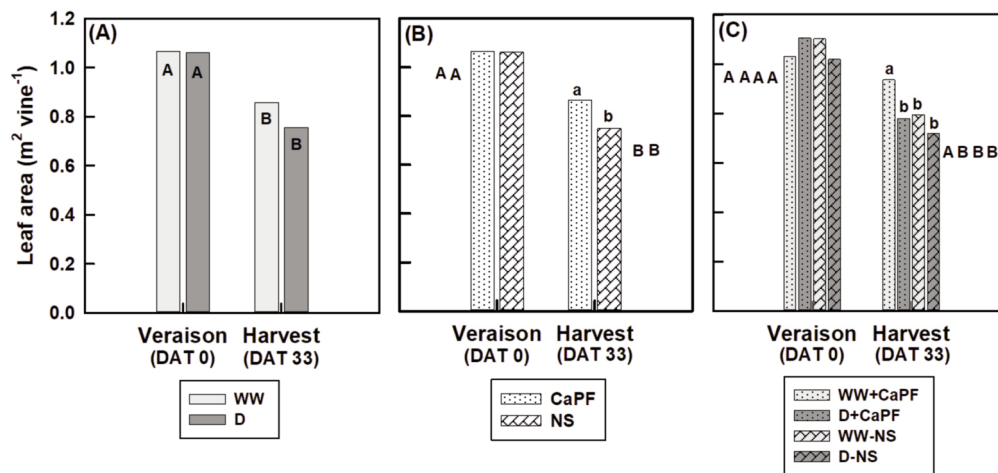 (A)
(B)
(C)
Leaf area (m² vine⁻¹)
1.2
1.0
0.8
0.6
0.4
0.2
0.0
A A
B B
Veraison
(DAT 0)
Harvest
(DAT 33)
WW
D
A A
a
b
B B
Veraison
(DAT 0)
Harvest
(DAT 33)
CaPF
NS
A A A A
a
b b
b
A B B B
Veraison
(DAT 0)
Harvest
(DAT 33)
WW+CaPF
D+CaPF
WW-NS
D-NS